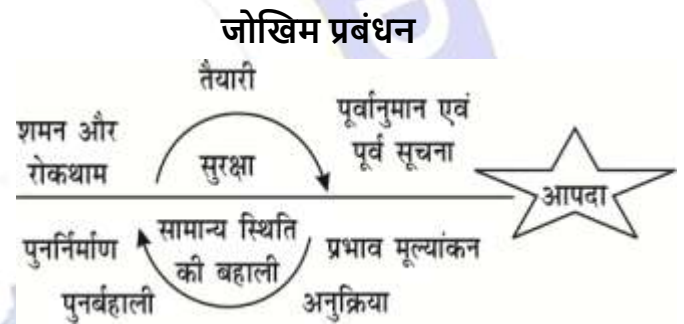 जोखिम प्रबंधन
तैयारी
शमन और
रोकथाम
सुरक्षा
पूर्वानुमान एवं
पूर्व सूचना
आपदा
पुनर्निर्माण
पुनर्बहाली
सामान्य स्थिति
की बहाली
प्रभाव मूल्यांकन
अनुक्रिया